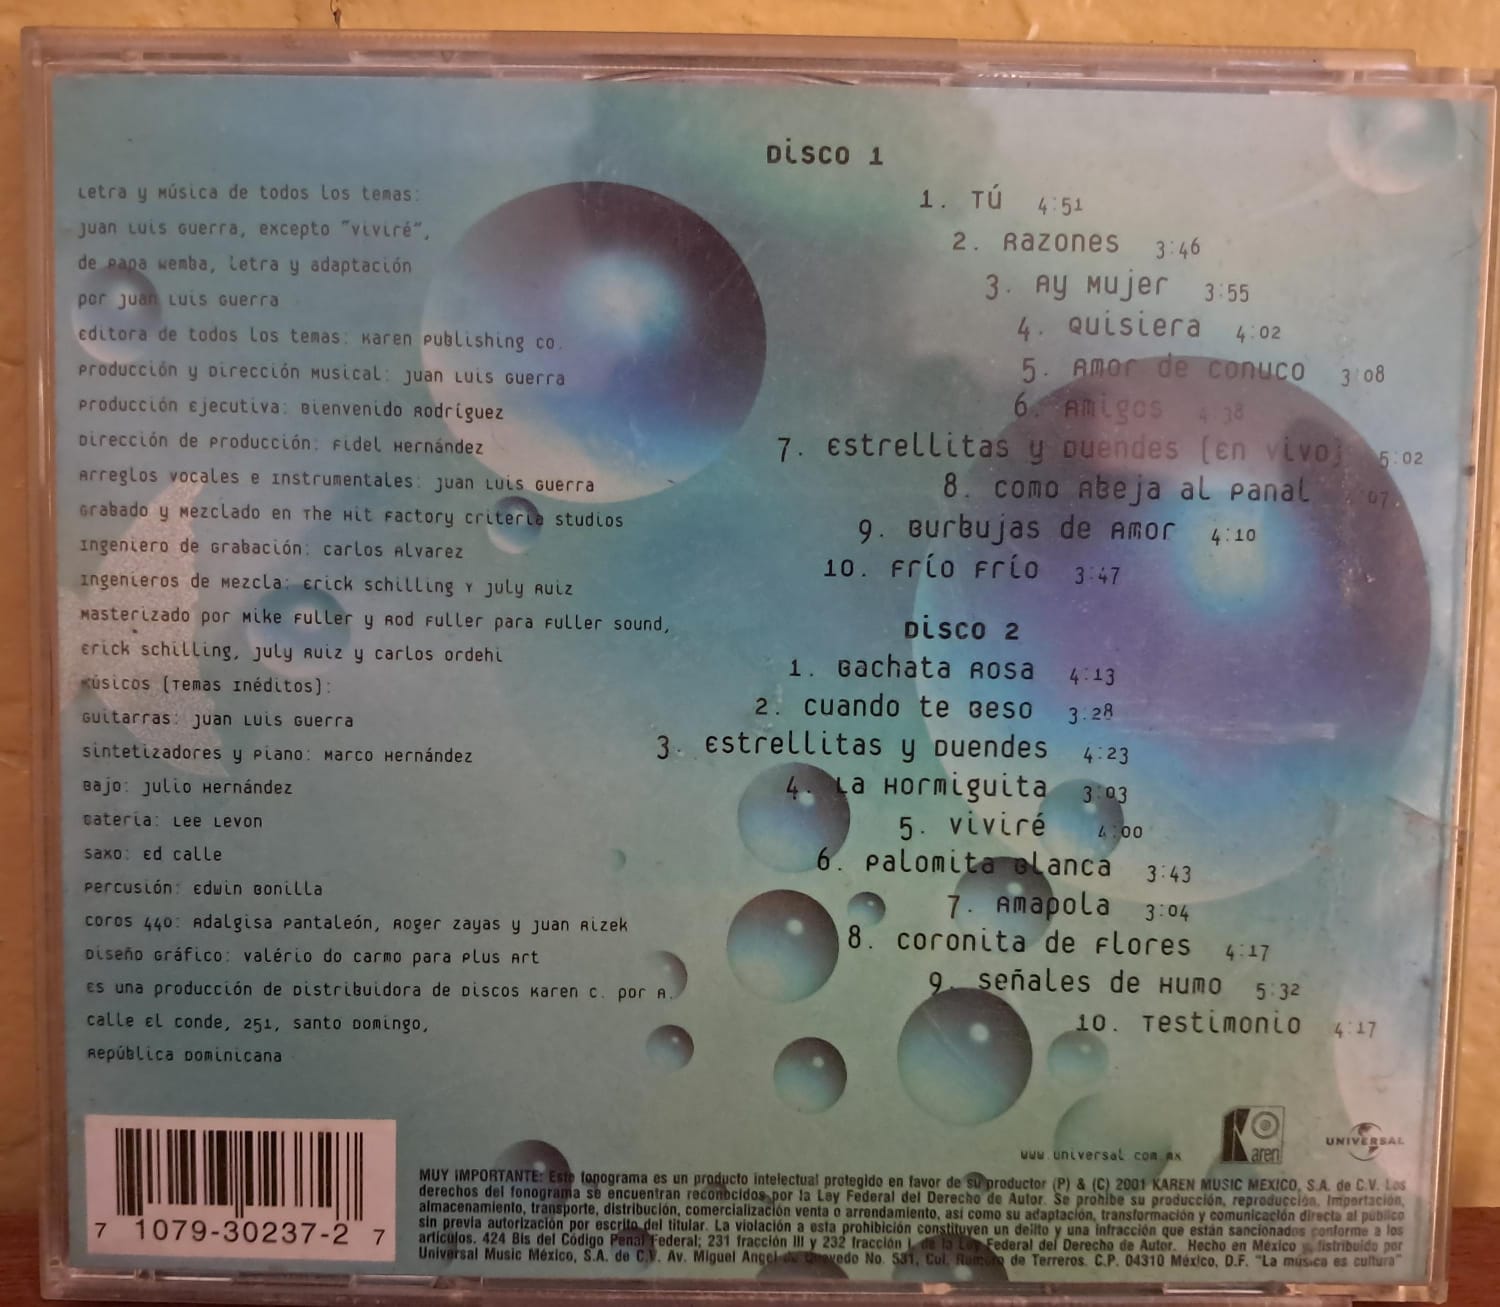 Letra y Música de todos los temas:
Juan Luis Guerra, excepto "Viviré",
de Papa Wemba, Letra y adaptación
por Juan Luis Guerra
Editora de todos los temas: Karen Publishing Co.
Producción y Dirección Musical: Juan Luis Guerra
Producción Ejecutiva: Bienvenido Rodríguez
Dirección de Producción: Fidel Hernández
Arreglos Vocales e Instrumentales: Juan Luis Guerra
Grabado y Mezclado en The Hit Factory Criteria Studios
Ingeniero de Grabación: Carlos Alvarez
Ingenieros de Mezcla: Erick Schilling Y July Ruiz
Masterizado por Mike Fuller y Rod Fuller para Fuller Sound,
Erick Schilling, July Ruiz y Carlos Ordehi
Músicos (Temas Inéditos):
Guitarras: Juan Luis Guerra
Sintetizadores y Piano: Marco Hernández
Bajo: Julio Hernández
Batería: Lee Levon
Saxo: Ed Calle
Percusión: Edwin Bonilla
Coros 440: Adalgisa Pantaleón, Roger Zayas y Juan Rizek
Diseño Gráfico: Valério do Carmo para Plus Art
Es una producción de Distribuidora de Discos Karen C. por A.
Calle El Conde, 251, Santo Domingo,
República Dominicana
Disco 1
1. Tú 4:51
2. Razones 3:46
3. Ay Mujer 3:55
4. Quisiera 4:02
5. Amor de Conuco 3:08
6. Amigos 4:38
7. Estrellitas y Duendes (En Vivo) 5:02
8. Como Abeja al Panal :07
9. Burbujas de Amor 4:10
10. Frío Frío 3:47
Disco 2
1. Bachata Rosa 4:13
2. Cuando te Beso 3:28
3. Estrellitas y Duendes 4:23
4. La Hormiguita 3:03
5. Viviré 4:00
6. Palomita Blanca 3:43
7. Amapola 3:04
8. Coronita de Flores 4:17
9. Señales de Humo 5:32
10. Testimonio 4:17
www.universal.com.mx
Karen
UNIVERSAL
7 1079-30237-2 7
MUY IMPORTANTE: Este fonograma es un producto intelectual protegido en favor de su productor (P) & (C) 2001 KAREN MUSIC MEXICO, S.A. de C.V. Los
derechos del fonograma se encuentran reconocidos por la Ley Federal del Derecho de Autor. Se prohibe su producción, reproducción, importación,
almacenamiento, transporte, distribución, comercialización venta o arrendamiento, así como su adaptación, transformación y comunicación directa al público
sin previa autorización por escrito del titular. La violación a esta prohibición constituyen un delito y una infracción que están sancionados conforme a los
artículos. 424 Bis del Código Penal Federal; 231 fracción III y 232 fracción I, de la Ley Federal del Derecho de Autor. Hecho en México y distribuido por
Universal Music México, S.A. de C.V. Av. Miguel Angel de Quevedo No. 531, Col. Romero de Terreros. C.P. 04310 México, D.F. "La música es cultura"